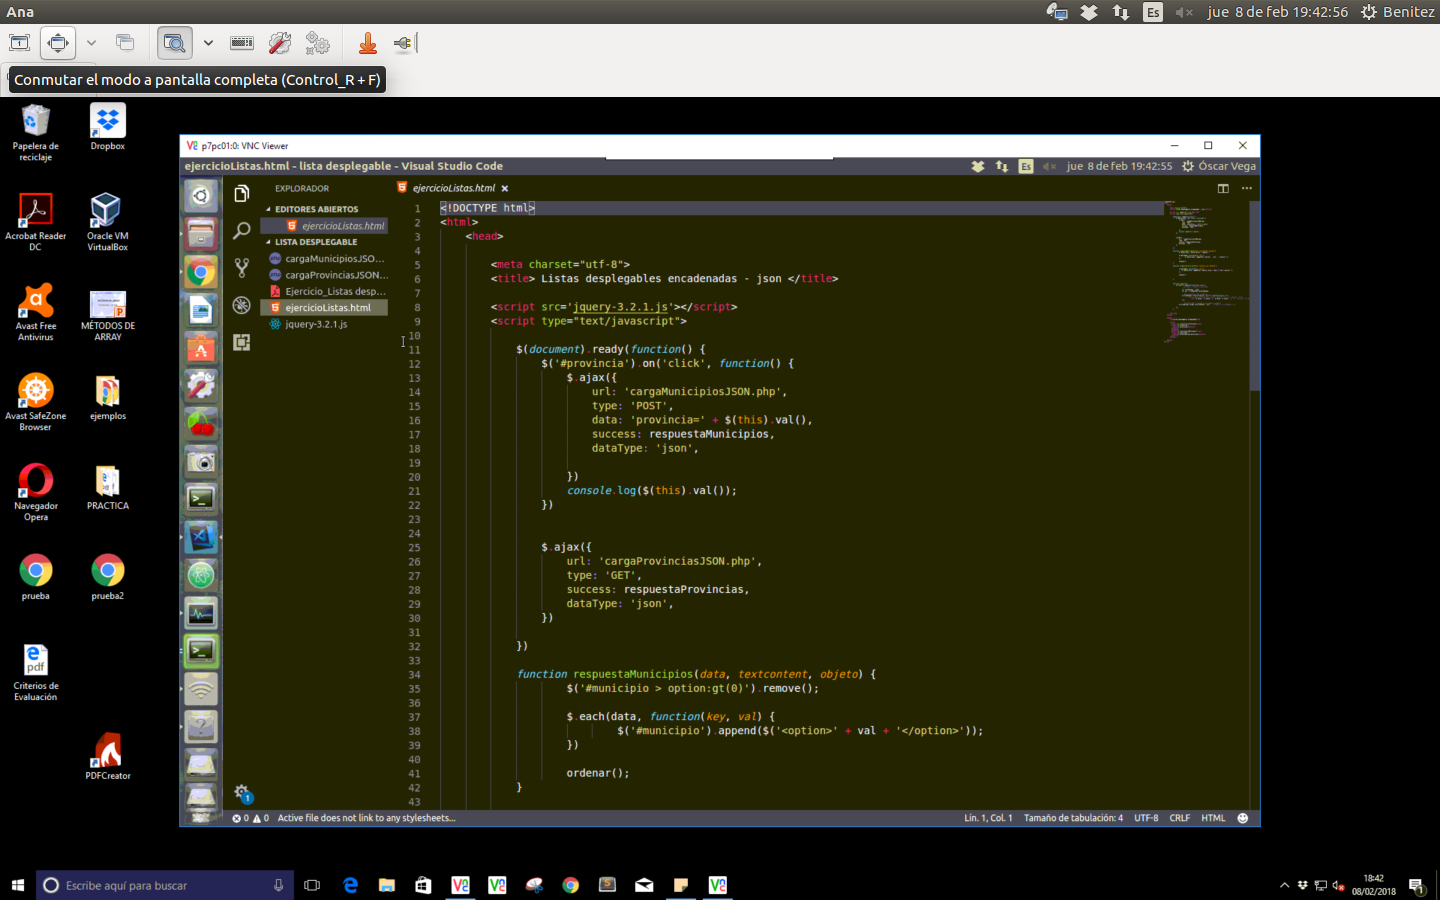 Ana
Es
jue 8 de feb 19:42:56
Benitez
Conmutar el modo a pantalla completa (Control_R + F)
Papelera de reciclaje
Dropbox
Acrobat Reader DC
Oracle VM VirtualBox
Avast Free Antivirus
MÉTODOS DE ARRAY
Avast SafeZone Browser
ejemplos
Navegador Opera
PRACTICA
prueba
prueba2
Criterios de Evaluación
PDFCreator
p7pc01:0: VNC Viewer
ejercicioListas.html - lista desplegable - Visual Studio Code
Es
jue 8 de feb 19:42:55
Óscar Vega
EXPLORADOR
EDITORES ABIERTOS
ejercicioListas.html
LISTA DESPLEGABLE
cargaMunicipiosJSO...
cargaProvinciasJSON...
Ejercicio_Listas desp...
ejercicioListas.html
jquery-3.2.1.js
ejercicioListas.html
1 <!DOCTYPE html>
2 <html>
3 <head>
4
5 <meta charset="utf-8">
6 <title> Listas desplegables encadenadas - json </title>
7
8 <script src='jquery-3.2.1.js'></script>
9 <script type="text/javascript">
10
11 $(document).ready(function() {
12 $('#provincia').on('click', function() {
13 $.ajax({
14 url: 'cargaMunicipiosJSON.php',
15 type: 'POST',
16 data: 'provincia=' + $(this).val(),
17 success: respuestaMunicipios,
18 dataType: 'json',
19
20 })
21 console.log($(this).val());
22 })
23
24
25 $.ajax({
26 url: 'cargaProvinciasJSON.php',
27 type: 'GET',
28 success: respuestaProvincias,
29 dataType: 'json',
30 })
31
32 })
33
34 function respuestaMunicipios(data, textcontent, objeto) {
35 $('#municipio > option:gt(0)').remove();
36
37 $.each(data, function(key, val) {
38 $('#municipio').append($('<option>' + val + '</option>'));
39 })
40
41 ordenar();
42 }
43
1
0 0 Active file does not link to any stylesheets...
Lín. 1, Col. 1
Tamaño de tabulación: 4
UTF-8
CRLF
HTML
Escribe aquí para buscar
18:42
08/02/2018
1